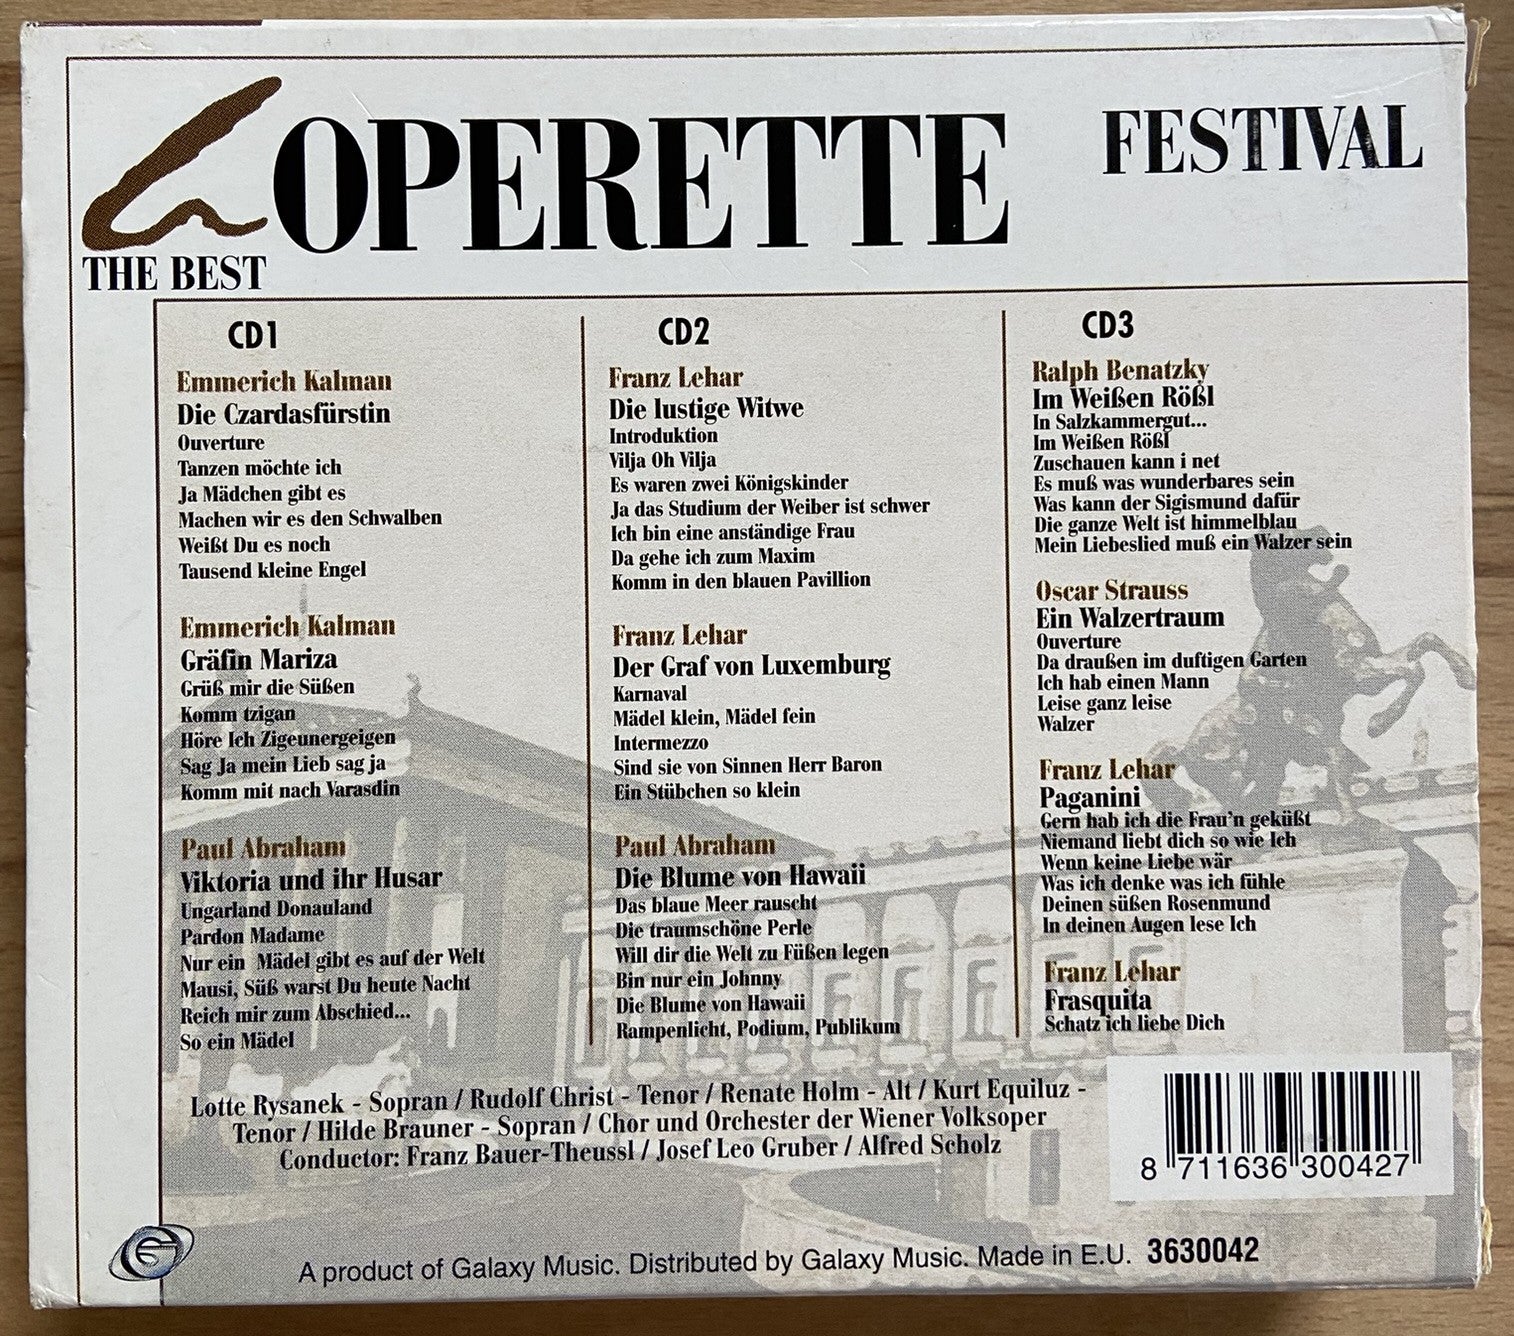 OPERETTE
FESTIVAL
THE BEST
CD1
Emmerich Kalman
Die Czardasfürstin
Ouverture
Tanzen möchte ich
Ja Mädchen gibt es
Machen wir es den Schwalben
Weißt Du es noch
Tausend kleine Engel
Emmerich Kalman
Gräfin Mariza
Grüß mir die Süßen
Komm tzigan
Höre Ich Zigeunergeigen
Sag Ja mein Lieb sag ja
Komm mit nach Varasdin
Paul Abraham
Viktoria und ihr Husar
Ungarland Donauland
Pardon Madame
Nur ein Mädel gibt es auf der Welt
Mausi, Süß warst Du heute Nacht
Reich mir zum Abschied...
So ein Mädel
CD2
Franz Lehar
Die lustige Witwe
Introduktion
Vilja Oh Vilja
Es waren zwei Königskinder
Ja das Studium der Weiber ist schwer
Ich bin eine anständige Frau
Da gehe ich zum Maxim
Komm in den blauen Pavillion
Franz Lehar
Der Graf von Luxemburg
Karnaval
Mädel klein, Mädel fein
Intermezzo
Sind sie von Sinnen Herr Baron
Ein Stübchen so klein
Paul Abraham
Die Blume von Hawaii
Das blaue Meer rauscht
Die traumschöne Perle
Will dir die Welt zu Füßen legen
Bin nur ein Johnny
Die Blume von Hawaii
Rampenlicht, Podium, Publikum
CD3
Ralph Benatzky
Im Weißen Rößl
In Salzkammergut...
Im Weißen Rößl
Zuschauen kann i net
Es muß was wunderbares sein
Was kann der Sigismund dafür
Die ganze Welt ist himmelblau
Mein Liebeslied muß ein Walzer sein
Oscar Strauss
Ein Walzertraum
Ouverture
Da draußen im duftigen Garten
Ich hab einen Mann
Leise ganz leise
Walzer
Franz Lehar
Paganini
Gern hab ich die Frau'n geküßt
Niemand liebt dich so wie Ich
Wenn keine Liebe wär
Was ich denke was ich fühle
Deinen süßen Rosenmund
In deinen Augen lese Ich
Franz Lehar
Frasquita
Schatz ich liebe Dich
Lotte Rysanek - Sopran / Rudolf Christ - Tenor / Renate Holm - Alt / Kurt Equiluz -
Tenor / Hilde Brauner - Sopran / Chor und Orchester der Wiener Volksoper
Conductor: Franz Bauer-Theussl / Josef Leo Gruber / Alfred Scholz
8 711636 300427
A product of Galaxy Music. Distributed by Galaxy Music. Made in E.U. 3630042